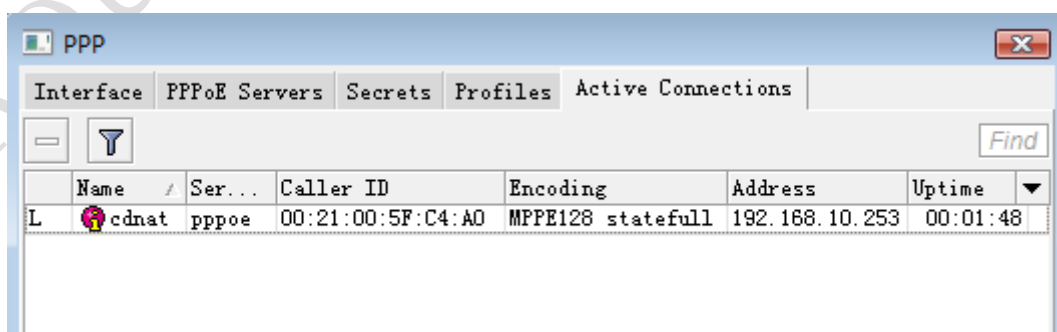 PPP
Interface PPPoE Servers Secrets Profiles Active Connections
Find
Name Ser... Caller ID Encoding Address Uptime
L cdnat pppoe 00:21:00:5F:C4:A0 MPPE128 statefull 192.168.10.253 00:01:48